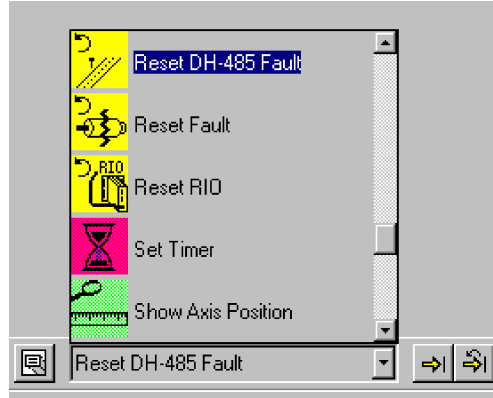 Reset DH-485 Fault
Reset Fault
RIO
Reset RIO
Set Timer
Show Axis Position
Reset DH-485 Fault